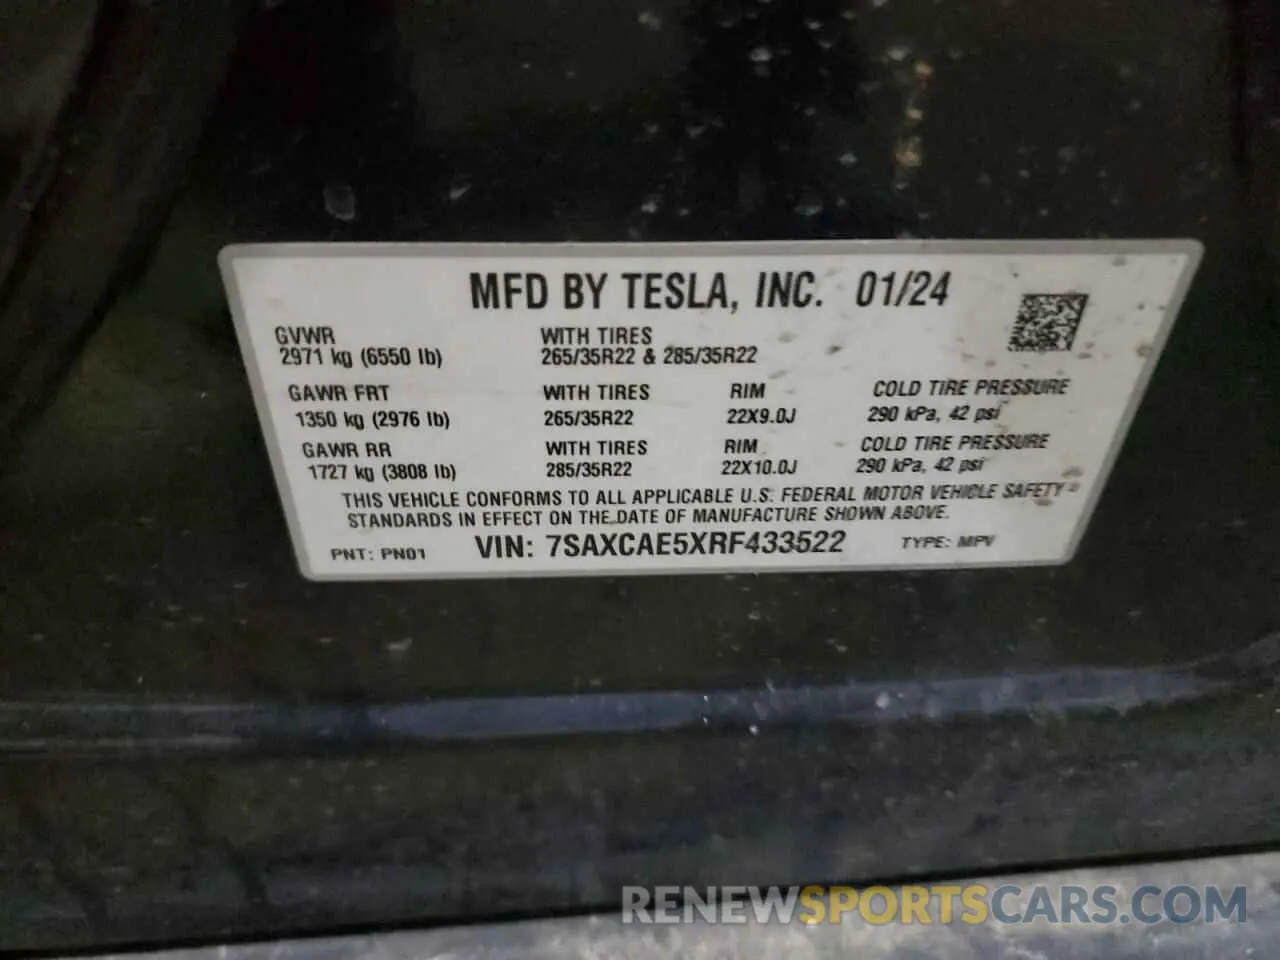 MFD BY TESLA, INC. 01/24
GVWR WITH TIRES
2971 kg (6550 lb) 265/35R22 & 285/35R22
GAWR FRT WITH TIRES RIM COLD TIRE PRESSURE
1350 kg (2976 lb) 265/35R22 22X9.0J 290 kPa, 42 psi
GAWR RR WITH TIRES RIM COLD TIRE PRESSURE
1727 kg (3808 lb) 285/35R22 22X10.0J 290 kPa, 42 psi
THIS VEHICLE CONFORMS TO ALL APPLICABLE U.S. FEDERAL MOTOR VEHICLE SAFETY
STANDARDS IN EFFECT ON THE DATE OF MANUFACTURE SHOWN ABOVE.
PNT: PN01 VIN: 7SAXCAE5XRF433522 TYPE: MPV
RENEWSPORTSCARS.COM